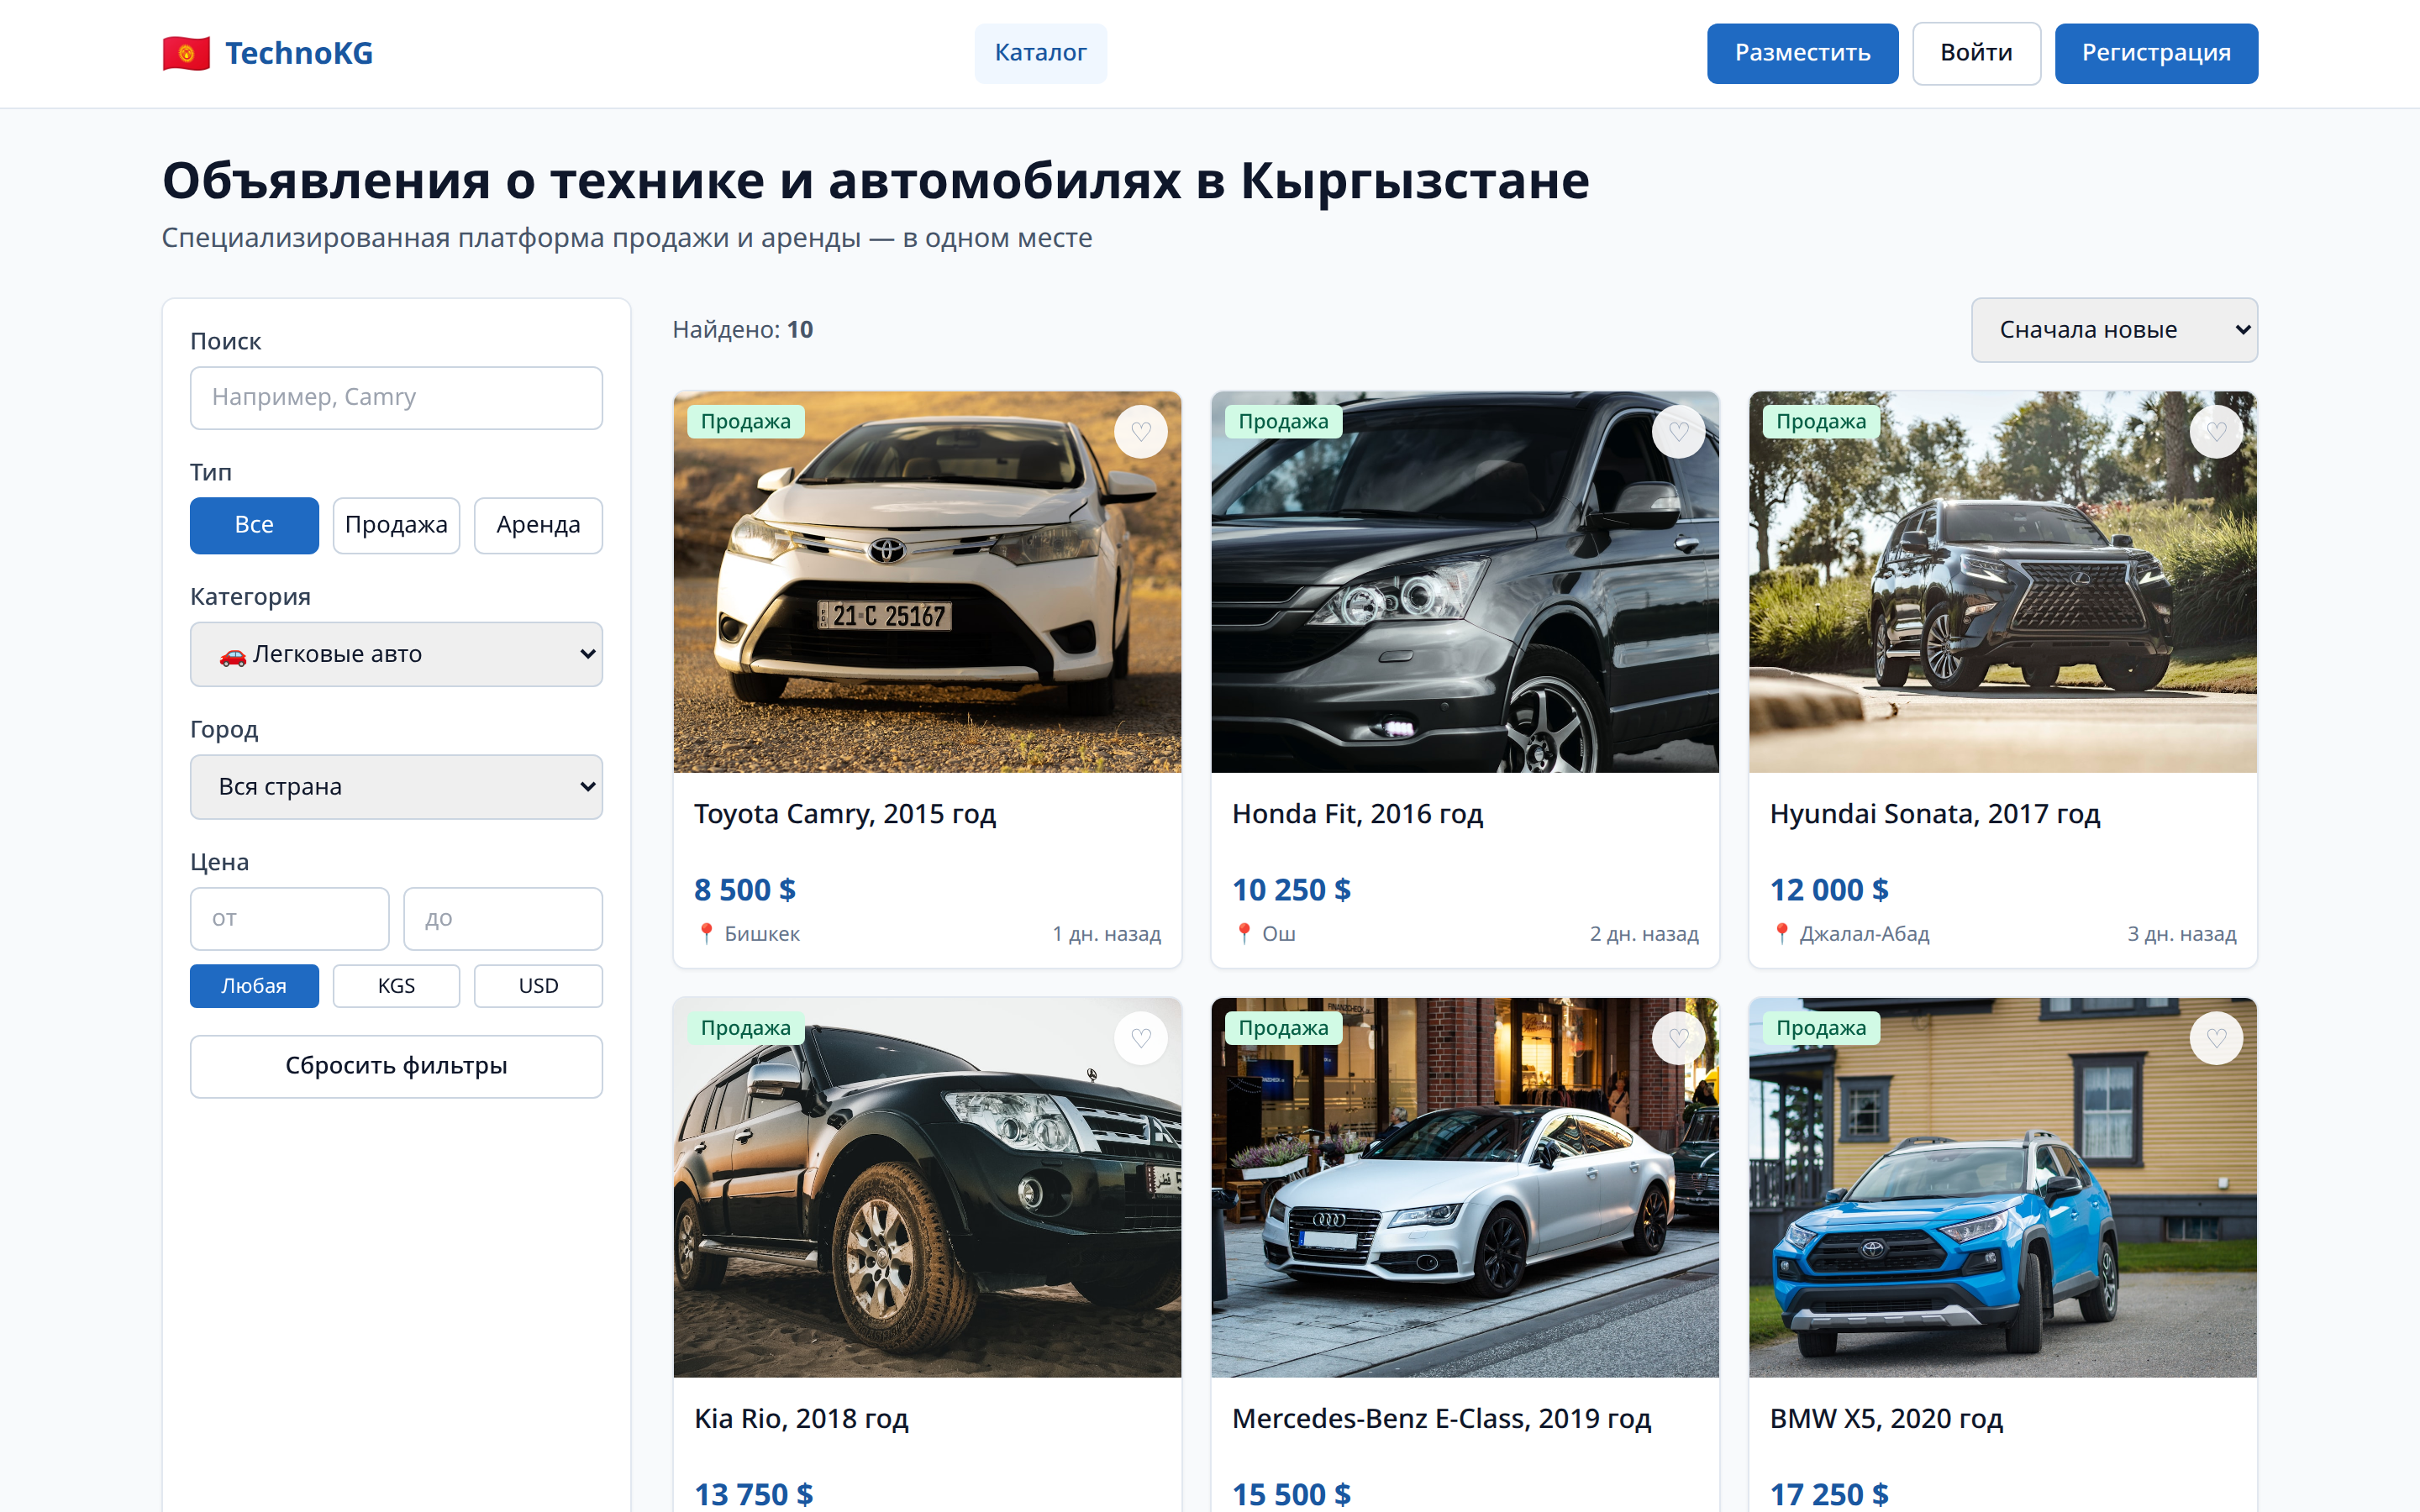 TechnoKG
Каталог
Разместить
Войти
Регистрация
Объявления о технике и автомобилях в Кыргызстане
Специализированная платформа продажи и аренды — в одном месте
Поиск
Например, Camry
Тип
Все
Продажа
Аренда
Категория
Легковые авто
Город
Вся страна
Цена
от
до
Любая
KGS
USD
Сбросить фильтры
Найдено: 10
Сначала новые
Продажа
21-C 25167
Toyota Camry, 2015 год
8 500 $
Бишкек
1 дн. назад
Продажа
Honda Fit, 2016 год
10 250 $
Ош
2 дн. назад
Продажа
Hyundai Sonata, 2017 год
12 000 $
Джалал-Абад
3 дн. назад
Продажа
Kia Rio, 2018 год
13 750 $
Продажа
Mercedes-Benz E-Class, 2019 год
15 500 $
Продажа
BMW X5, 2020 год
17 250 $